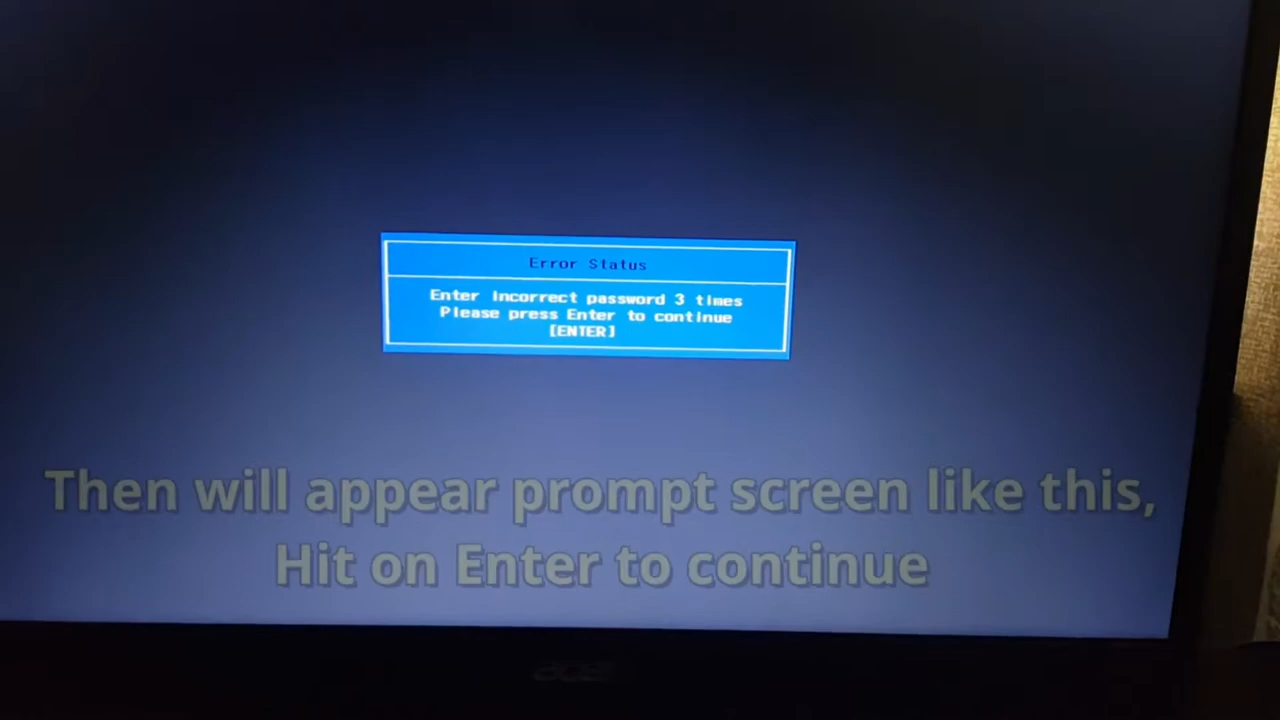 Error Status
Enter incorrect password 3 times
Please press Enter to continue
[ENTER]
Then will appear prompt screen like this,
Hit on Enter to continue
acer